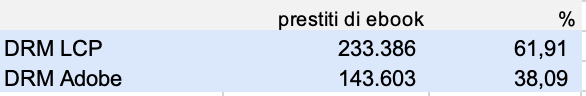 prestiti di ebook %
DRM LCP 233.386 61,91
DRM Adobe 143.603 38,09